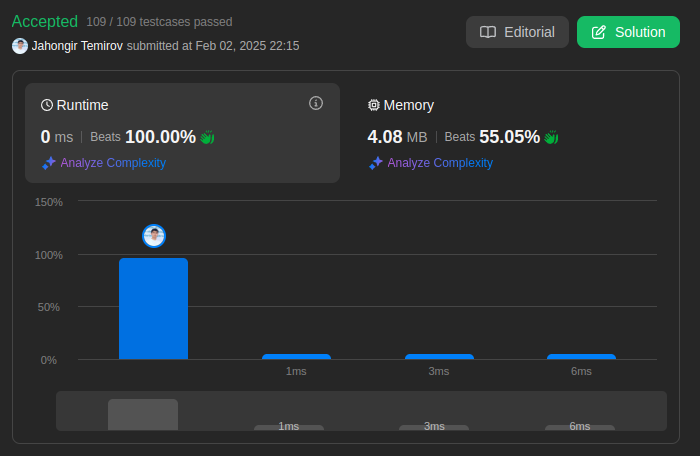 Accepted 109 / 109 testcases passed
Jahongir Temirov submitted at Feb 02, 2025 22:15
Editorial
Solution
Runtime
0 ms Beats 100.00%
Analyze Complexity
Memory
4.08 MB Beats 55.05%
Analyze Complexity
150%
100%
50%
0%
1ms 3ms 6ms
1ms 3ms 6ms